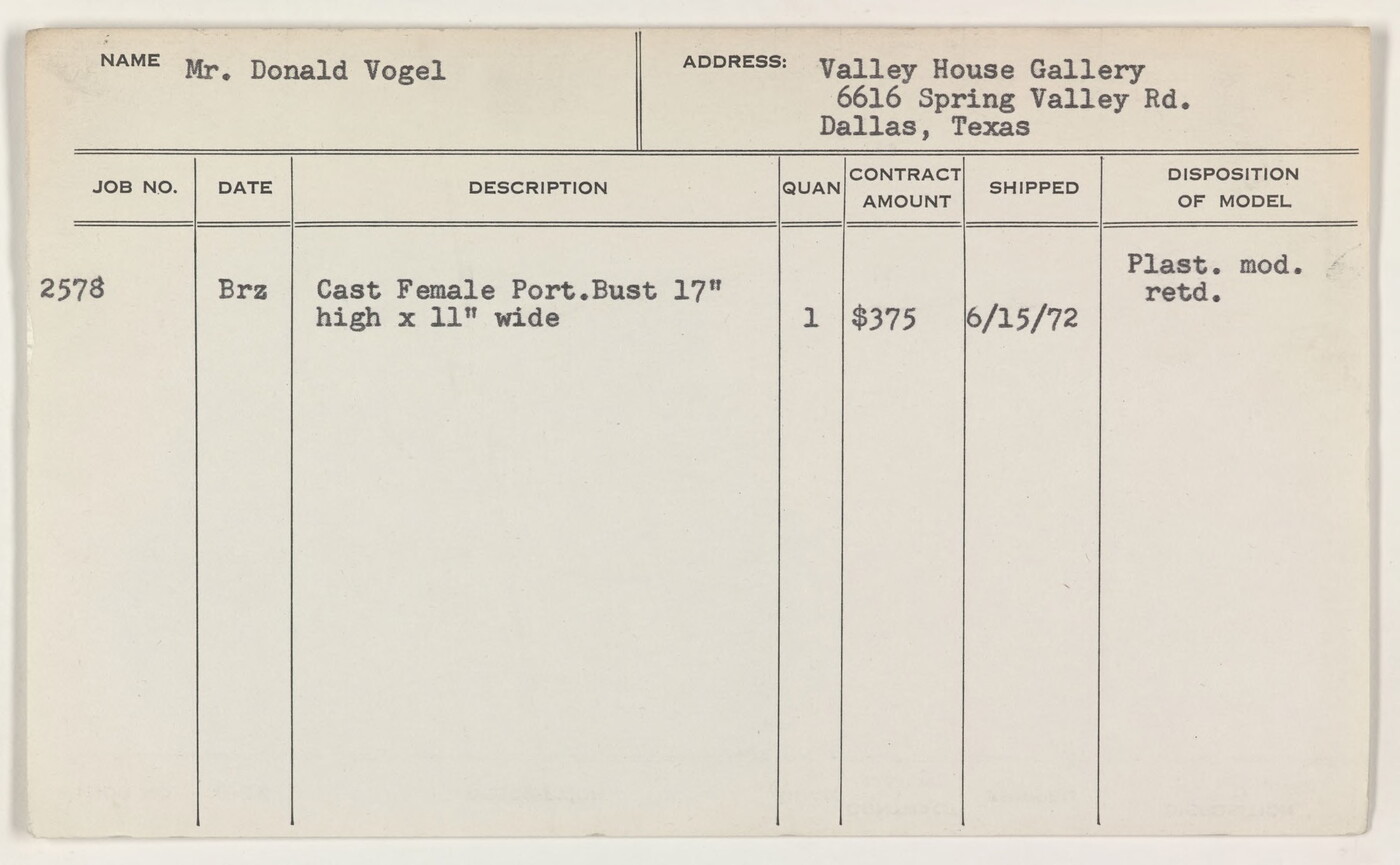 NAME Mr. Donald Vogel
ADDRESS: Valley House Gallery
6616 Spring Valley Rd.
Dallas, Texas
JOB NO. DATE DESCRIPTION QUAN CONTRACT AMOUNT SHIPPED DISPOSITION OF MODEL
2578 Brz Cast Female Port.Bust 17"
high x 11" wide 1 $375 6/15/72
Plast. mod.
retd.